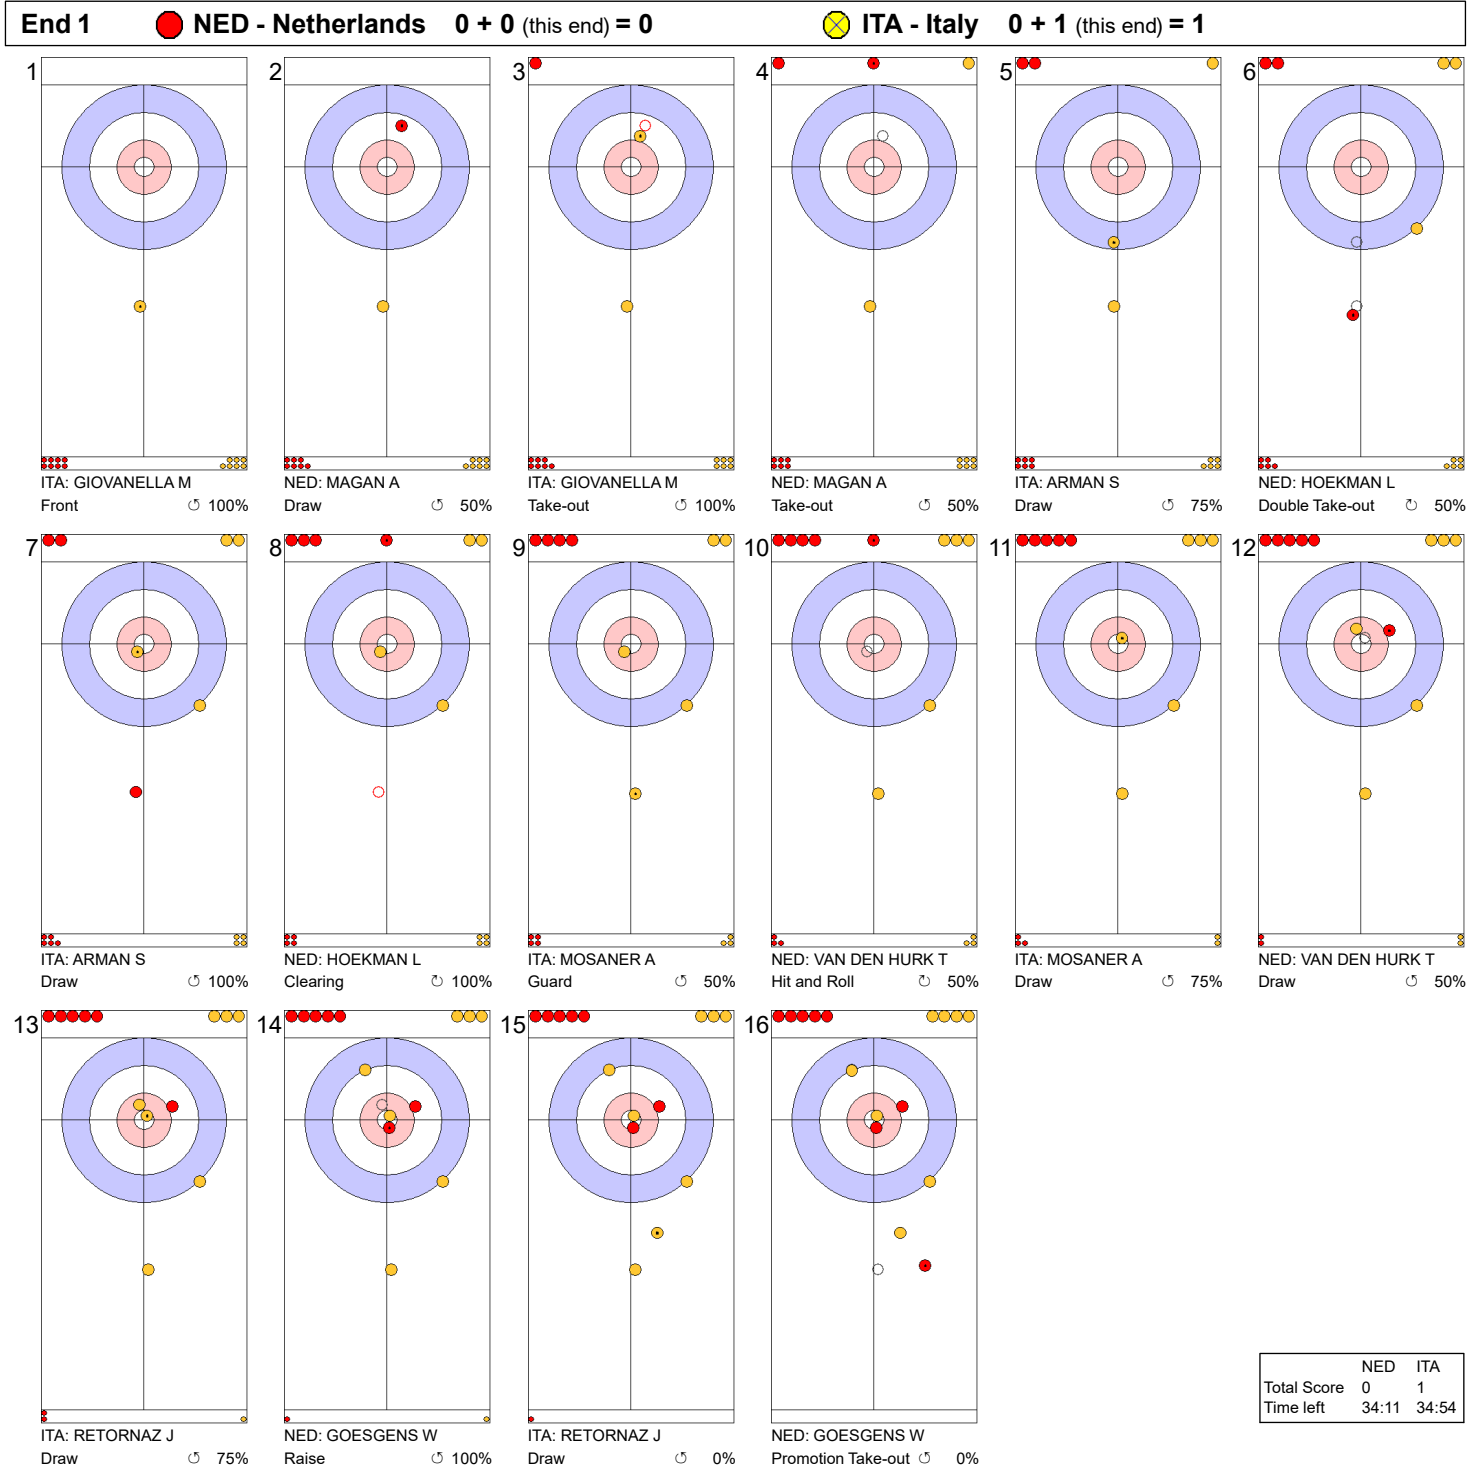 End 1 NED - Netherlands 0 + 0 (this end) = 0 ITA - Italy 0 + 1 (this end) = 1
1 2 3 4 5 6
ITA: GIOVANELLA M NED: MAGAN A ITA: GIOVANELLA M NED: MAGAN A ITA: ARMAN S NED: HOEKMAN L
Front ↺ 100% Draw ↺ 50% Take-out ↺ 100% Take-out ↺ 50% Draw ↺ 75% Double Take-out ↻ 50%
7 8 9 10 11 12
ITA: ARMAN S NED: HOEKMAN L ITA: MOSANER A NED: VAN DEN HURK T ITA: MOSANER A NED: VAN DEN HURK T
Draw ↺ 100% Clearing ↻ 100% Guard ↺ 50% Hit and Roll ↻ 50% Draw ↺ 75% Draw ↻ 50%
13 14 15 16
ITA: RETORNAZ J NED: GOESGENS W ITA: RETORNAZ J NED: GOESGENS W
Draw ↺ 75% Raise ↺ 100% Draw ↺ 0% Promotion Take-out ↺ 0%
NED ITA
Total Score 0 1
Time left 34:11 34:54